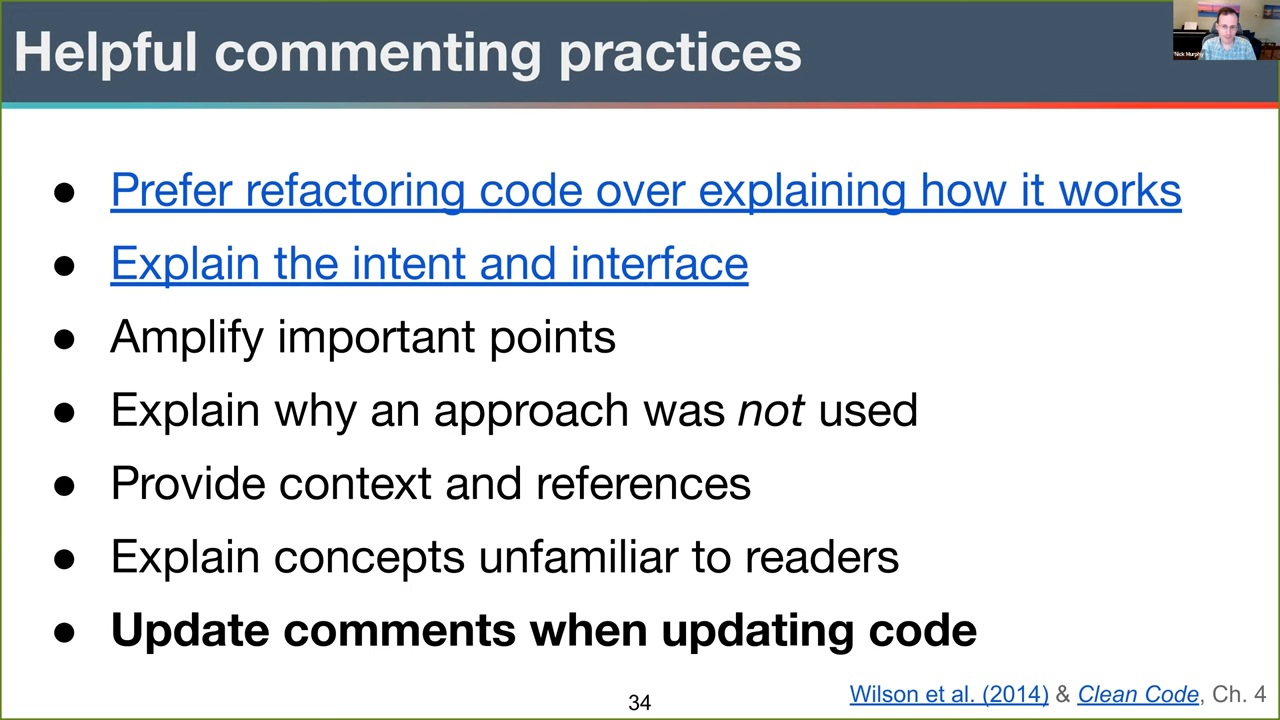 Helpful commenting practices
Nick Murphy
● Prefer refactoring code over explaining how it works
● Explain the intent and interface
● Amplify important points
● Explain why an approach was not used
● Provide context and references
● Explain concepts unfamiliar to readers
● Update comments when updating code
34
Wilson et al. (2014) & Clean Code, Ch. 4